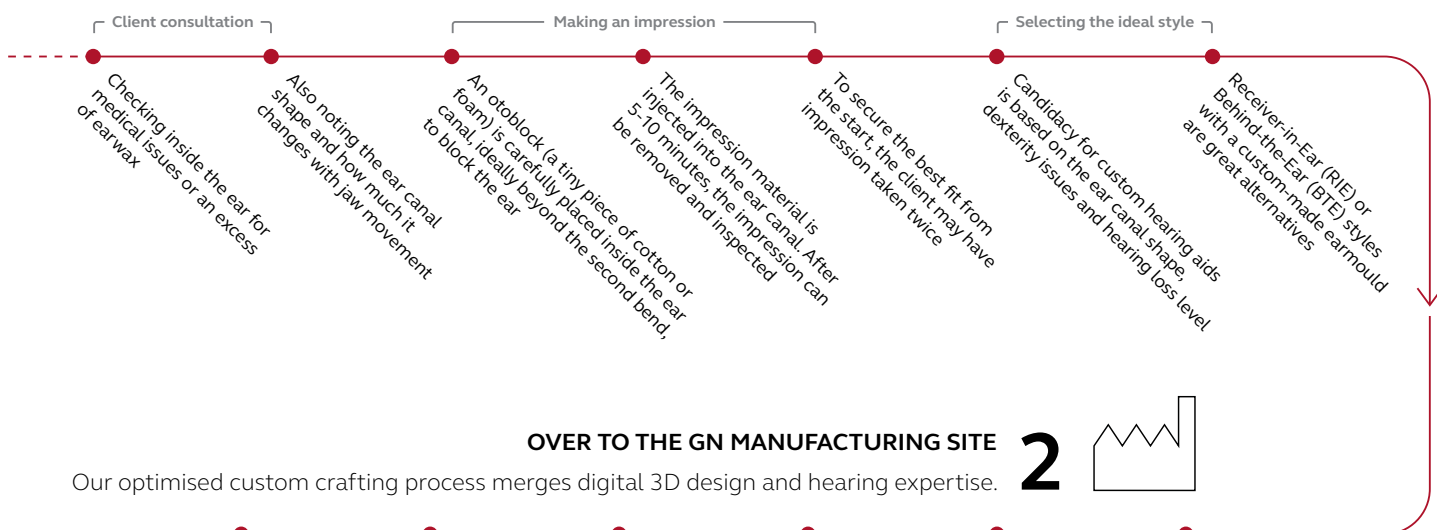 Client consultation
Making an impression
Selecting the ideal style
Checking inside the ear for
medical issues or an excess
of earwax
Also noting the ear canal
shape and how much it
changes with jaw movement
An otoblock (a tiny piece of cotton or
foam) is carefully placed inside the ear
canal, ideally beyond the second bend,
to block the ear
The impression material is
injected into the ear canal. After
5-10 minutes, the impression can
be removed and inspected
To secure the best fit from
the start, the client may have
impression taken twice
Candidacy for custom hearing aids
is based on the ear canal shape,
dexterity issues and hearing loss level
Receiver-in-Ear (RIE) or
Behind-the-Ear (BTE) styles
with a custom-made earmould
are great alternatives
OVER TO THE GN MANUFACTURING SITE
2
Our optimised custom crafting process merges digital 3D design and hearing expertise.